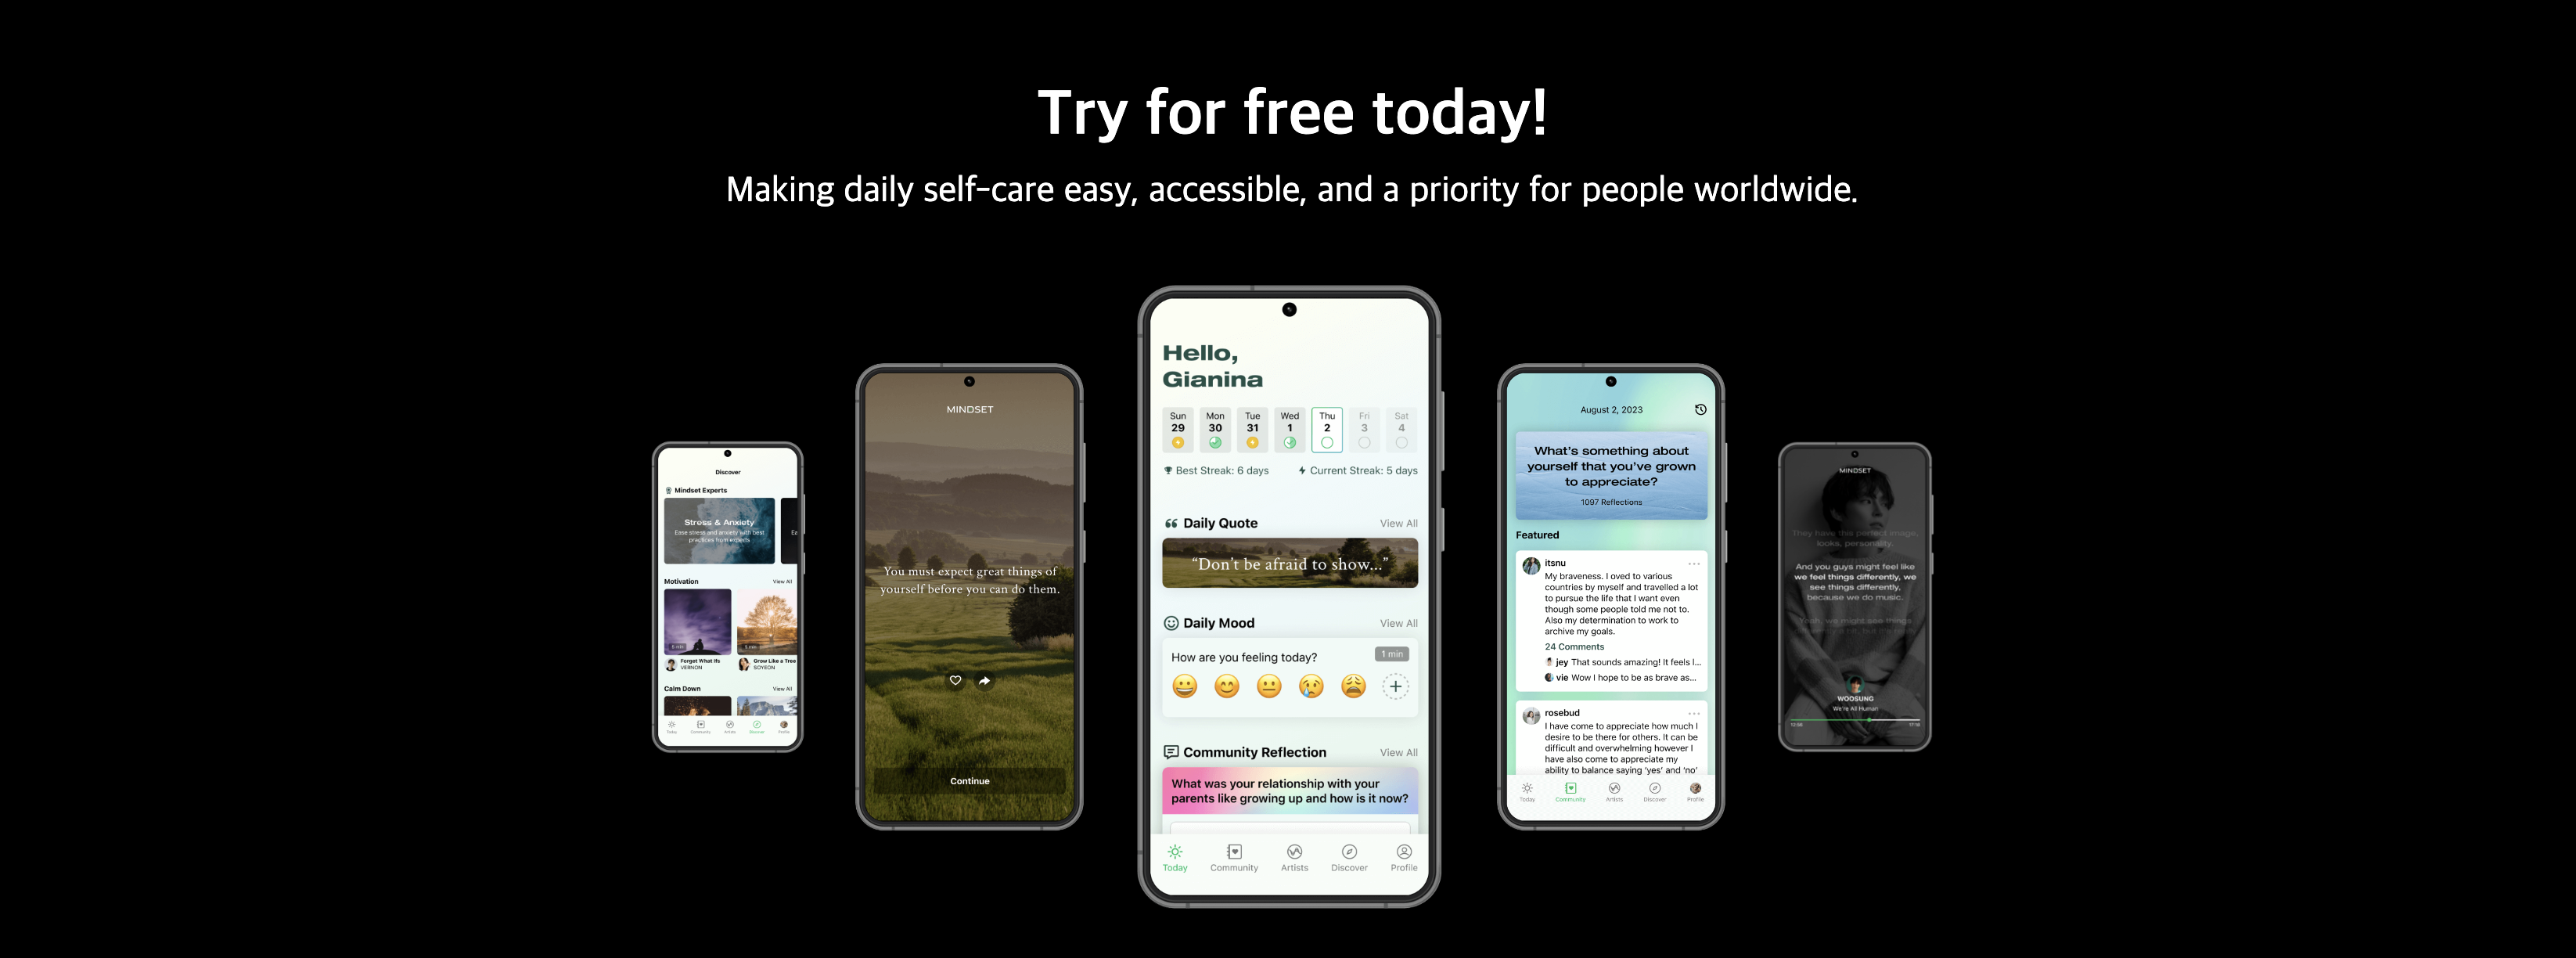 Try for free today!
Making daily self-care easy, accessible, and a priority for people worldwide.
Discover
Mindset Experts
Stress & Anxiety
Ease stress and anxiety with best
practices from experts
Ea
Motivation
View All
5 min
5 min
Forget What Ifs
VERNON
Grow Like a Tree
SOYEON
Calm Down
View All
Today
Community
Artists
Discover
Profile
MINDSET
You must expect great things of
yourself before you can do them.
Continue
Hello,
Gianina
Sun Mon Tue Wed Thu Fri Sat
29 30 31 1 2 3 4
Best Streak: 6 days
Current Streak: 5 days
Daily Quote
View All
“Don’t be afraid to show...”
Daily Mood
View All
How are you feeling today?
1 min
Community Reflection
View All
What was your relationship with your
parents like growing up and how is it now?
Today
Community
Artists
Discover
Profile
August 2, 2023
What’s something about
yourself that you’ve grown
to appreciate?
1097 Reflections
Featured
itsnu
My braveness. I oved to various
countries by myself and travelled a lot
to pursue the life that I want even
though some people told me not to.
Also my determination to work to
archive my goals.
24 Comments
jey That sounds amazing! It feels l...
vie Wow I hope to be as brave as...
rosebud
I have come to appreciate how much I
desire to be there for others. It can be
difficult and overwhelming however I
have also come to appreciate my
ability to balance saying ‘yes’ and ‘no’
Today
Community
Artists
Discover
Profile
MINDSET
They have this perfect image,
looks, personality.
And you guys might feel like
we feel things differently, we
see things differently,
because we do music.
Yeah, we might see things
WOOSUNG
We’re All Human